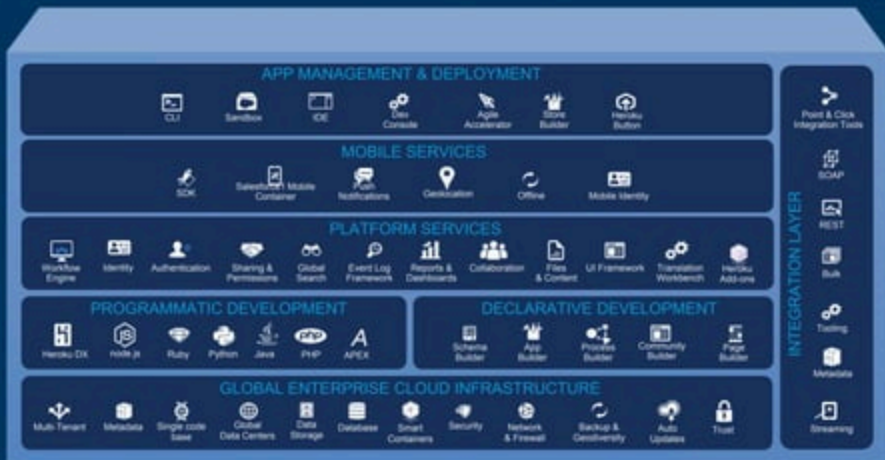 APP MANAGEMENT & DEPLOYMENT
CLI
Sandbox
IDE
Dev
Console
Agile
Accelerator
Store
Builder
Heroku
Button
MOBILE SERVICES
SDK
Salesforce1 Mobile
Container
Push
Notifications
Geolocation
Offline
Mobile Identity
PLATFORM SERVICES
Workflow
Engine
Identity
Authentication
Sharing &
Permissions
Global
Search
Event Log
Framework
Reports &
Dashboards
Collaboration
Files
& Content
UI Framework
Translation
Workbench
Heroku
Add-ons
PROGRAMMATIC DEVELOPMENT
Heroku DX
node.js
Ruby
Python
Java
php
PHP
A
APEX
DECLARATIVE DEVELOPMENT
Schema
Builder
App
Builder
Process
Builder
Community
Builder
Page
Builder
GLOBAL ENTERPRISE CLOUD INFRASTRUCTURE
Multi-Tenant
Metadata
Single code
base
Global
Data Centers
Data
Storage
Database
Smart
Containers
Security
Network
& Firewall
Backup &
Geodiversity
Auto
Updates
Trust
INTEGRATION LAYER
Point & Click
Integration Tools
SOAP
REST
Bulk
Tooling
Metadata
Streaming